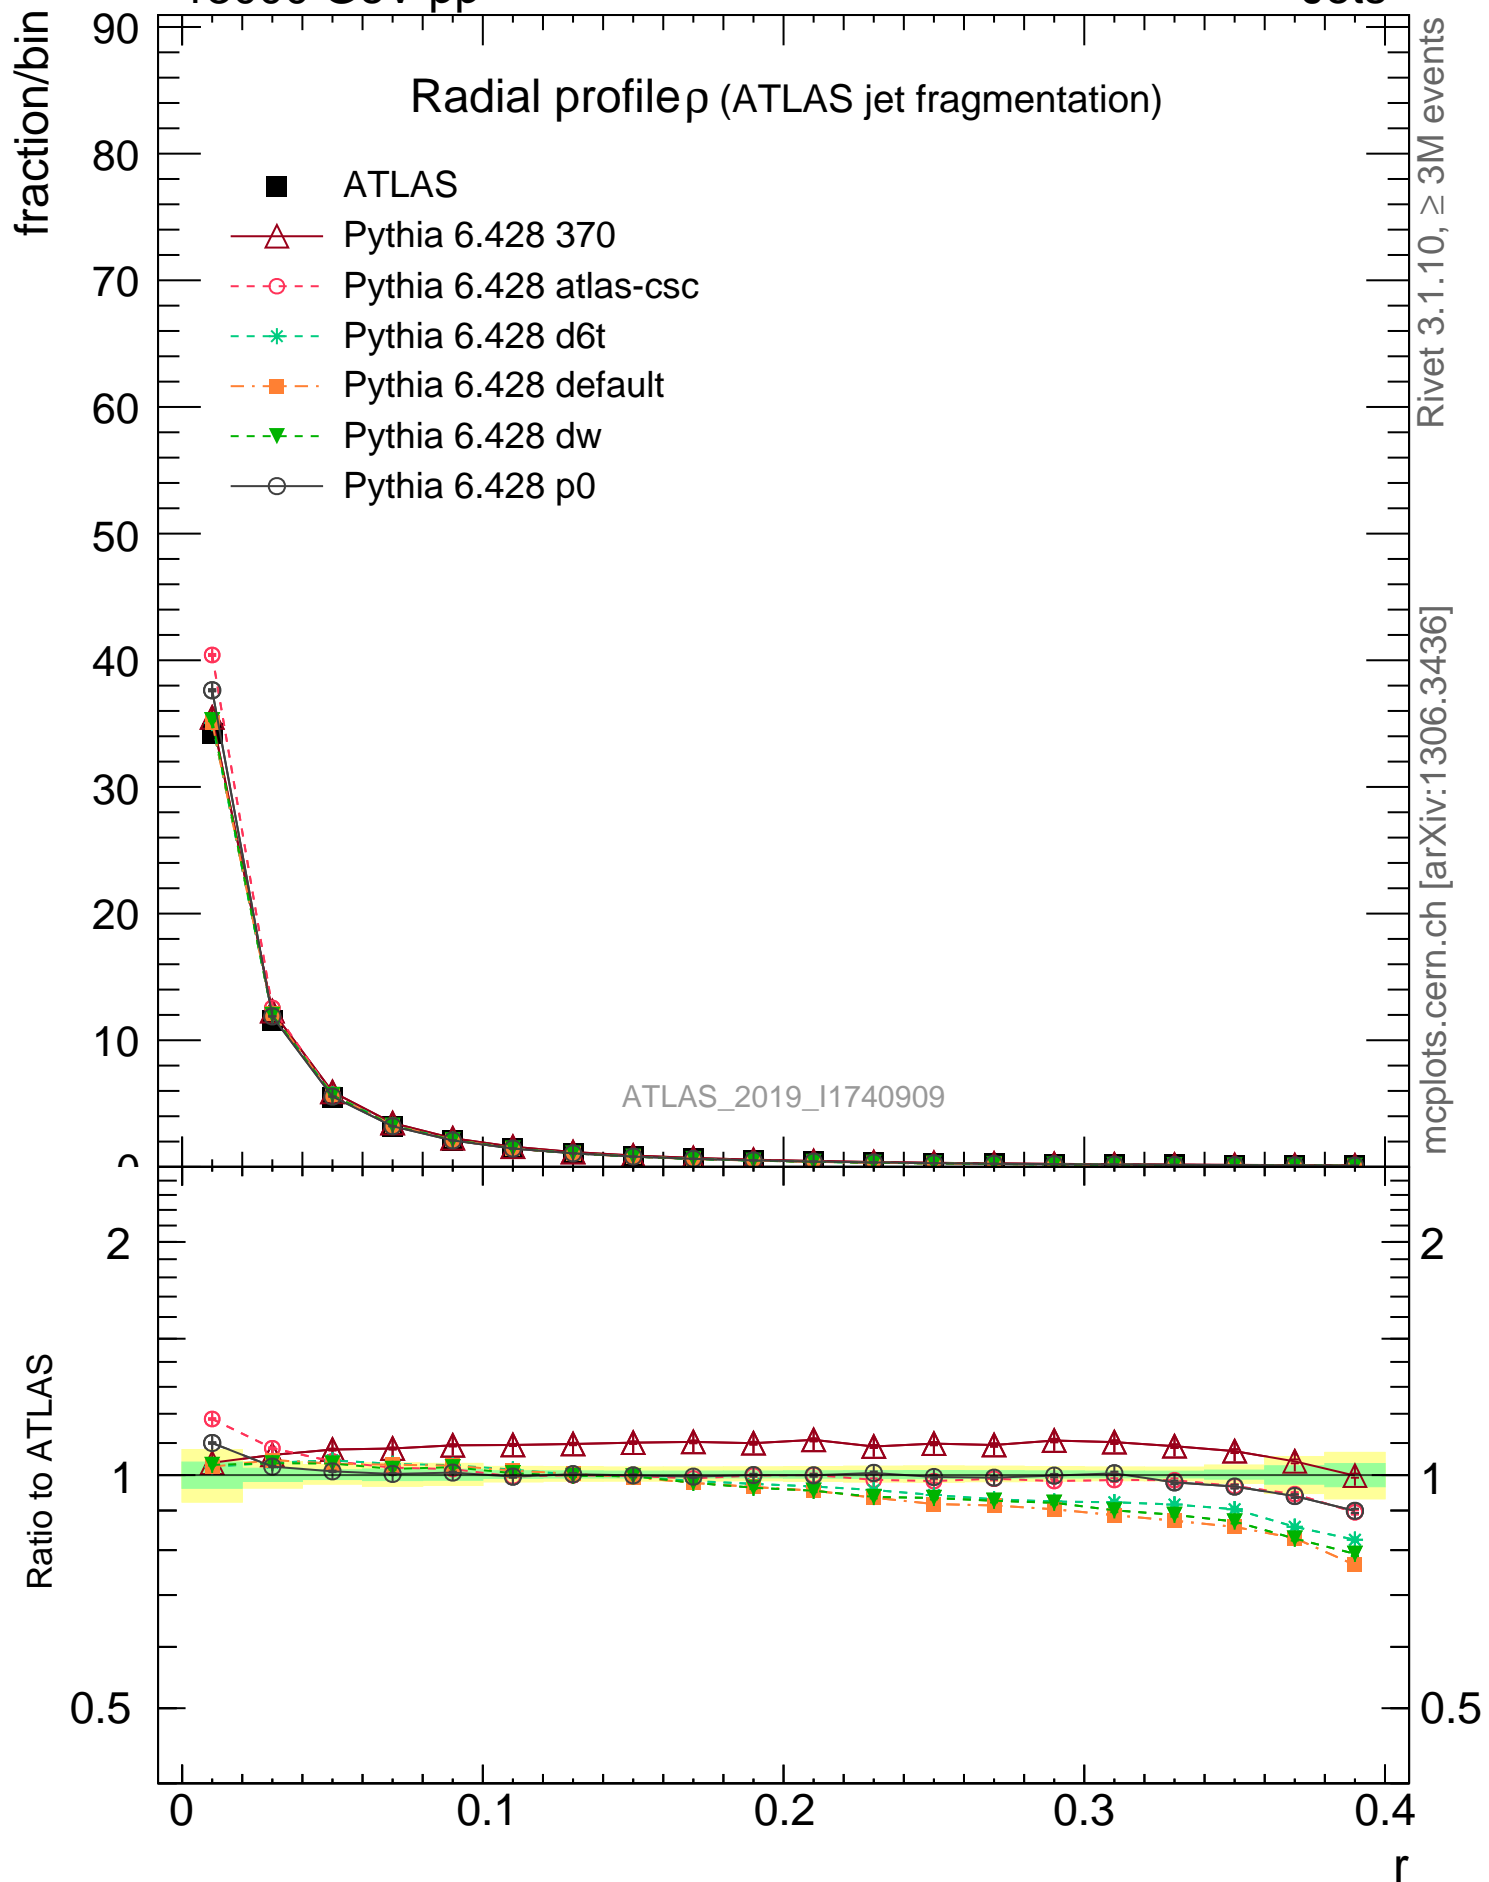 fraction/bin
Radial profileρ (ATLAS jet fragmentation)
ATLAS
Pythia 6.428 370
Pythia 6.428 atlas-csc
Pythia 6.428 d6t
Pythia 6.428 default
Pythia 6.428 dw
Pythia 6.428 p0
90
80
70
60
50
40
30
20
10
0
ATLAS_2019_I1740909
Rivet 3.1.10, ≥ 3M events
mcplots.cern.ch [arXiv:1306.3436]
Ratio to ATLAS
2
1
0.5
2
1
0.5
0
0.1
0.2
0.3
0.4
r